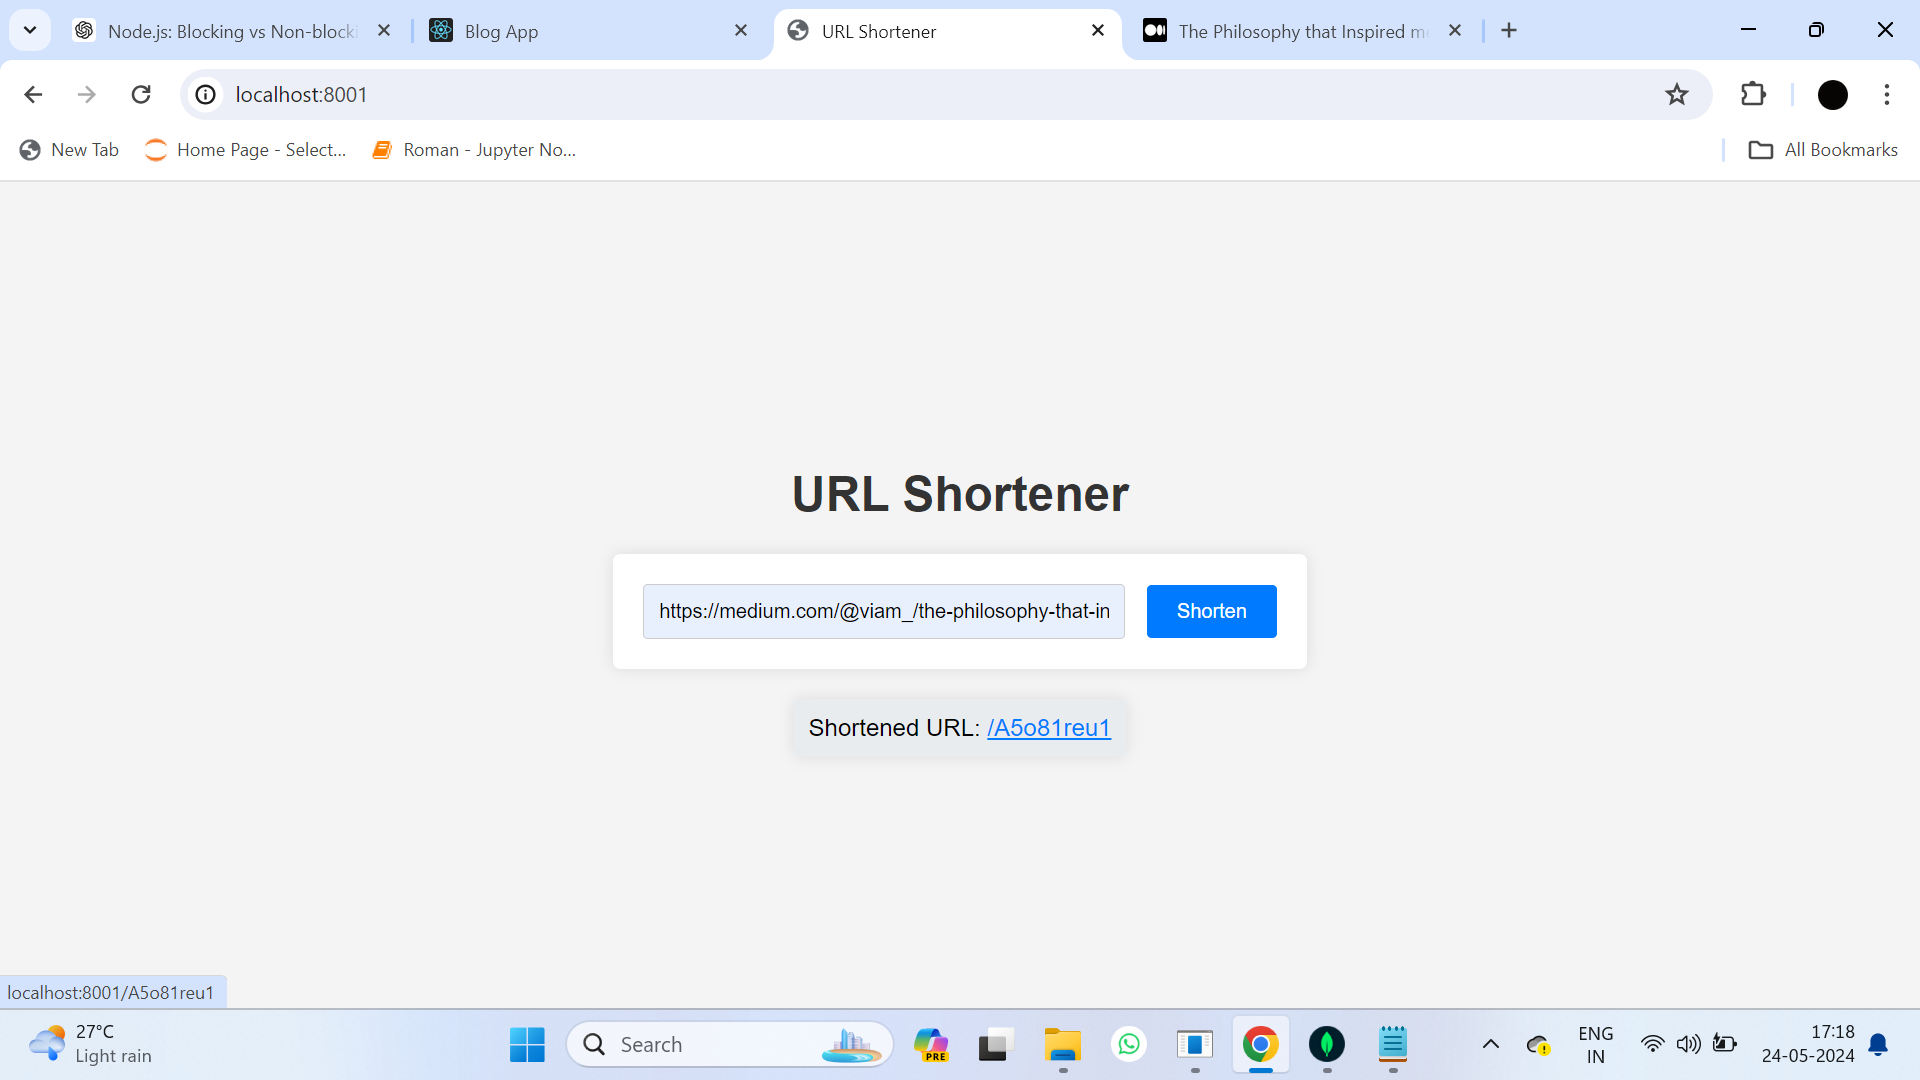 Node.js: Blocking vs Non-blocki
Blog App
URL Shortener
The Philosophy that Inspired m
localhost:8001
New Tab
Home Page - Select...
Roman - Jupyter No...
All Bookmarks
URL Shortener
https://medium.com/@viam_/the-philosophy-that-in
Shorten
Shortened URL: /A5o81reu1
localhost:8001/A5o81reu1
27°C
Light rain
Search
PRE
ENG
IN
17:18
24-05-2024